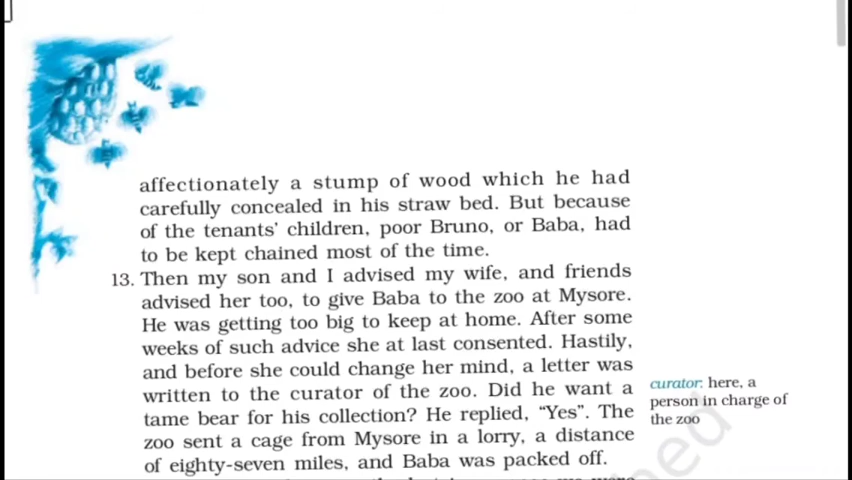 affectionately a stump of wood which he had
carefully concealed in his straw bed. But because
of the tenants' children, poor Bruno, or Baba, had
to be kept chained most of the time.
13. Then my son and I advised my wife, and friends
advised her too, to give Baba to the zoo at Mysore.
He was getting too big to keep at home. After some
weeks of such advice she at last consented. Hastily,
and before she could change her mind, a letter was
written to the curator of the zoo. Did he want a
tame bear for his collection? He replied, “Yes”. The
zoo sent a cage from Mysore in a lorry, a distance
of eighty-seven miles, and Baba was packed off.
curator: here, a
person in charge of
the zoo